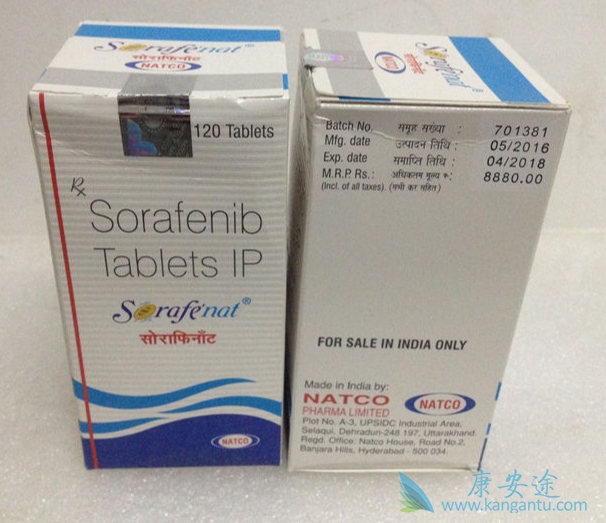 Sorafenat®
सोराफिनॉट
NATCO
120 Tablets
Rx
Sorafenib
Tablets IP
Sorafenat®
सोराफिनॉट
NATCO
Sorafenat®
NATCO
Batch No. समूह संख्या : 701381
Mfg. date उत्पादन तिथि : 05/2016
Exp. date समाप्ति तिथि : 04/2018
M.R.P. Rs.: अधिकतम मूल्य रु: 8880.00
(Incl. of all taxes). (सभी कर सहित)
FOR SALE IN INDIA ONLY
Made in India by:
NATCO
PHARMA LIMITED
NATCO
Plot No. A-3, UPSIDC Industrial Area,
Selaqui, Dehradun-248 197, Uttarakhand.
Regd. Office: Natco House, Road No.2,
Banjara Hills, Hyderabad - 500 034.
康安途
www.kangantu.com